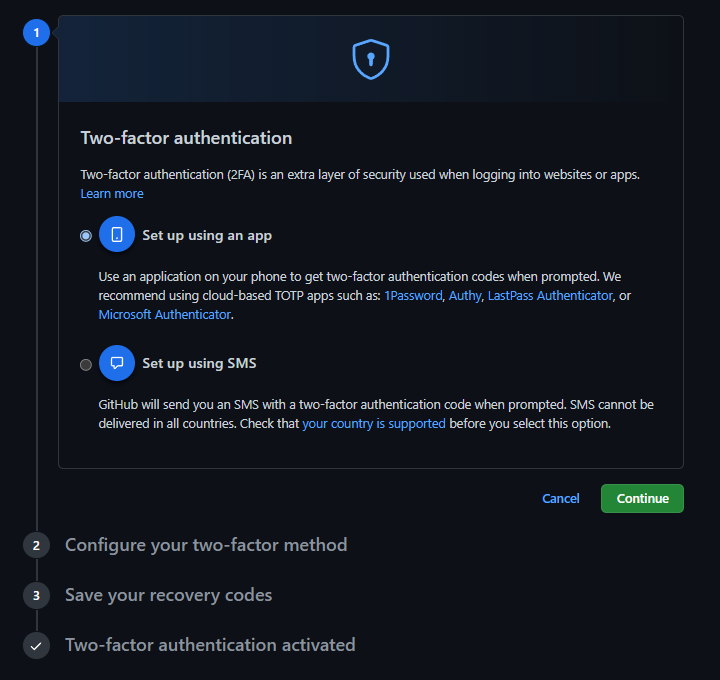 1
Two-factor authentication
Two-factor authentication (2FA) is an extra layer of security used when logging into websites or apps.
Learn more
Set up using an app
Use an application on your phone to get two-factor authentication codes when prompted. We
recommend using cloud-based TOTP apps such as: 1Password, Authy, LastPass Authenticator, or
Microsoft Authenticator.
Set up using SMS
GitHub will send you an SMS with a two-factor authentication code when prompted. SMS cannot be
delivered in all countries. Check that your country is supported before you select this option.
Cancel Continue
2 Configure your two-factor method
3 Save your recovery codes
Two-factor authentication activated